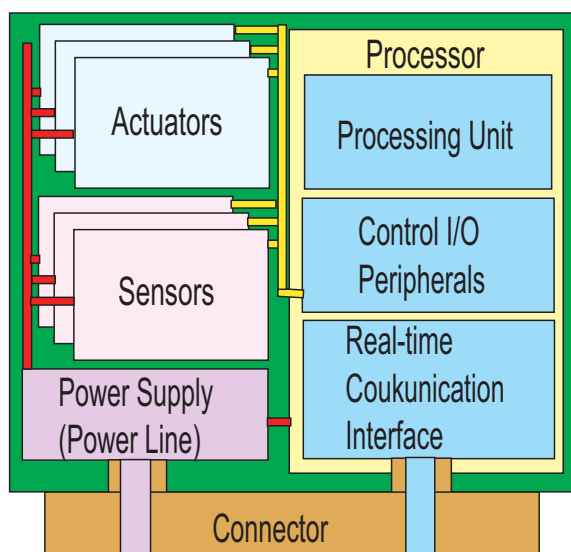 Actuators
Sensors
Power Supply
(Power Line)
Processor
Processing Unit
Control I/O
Peripherals
Real-time
Coukunication
Interface
Connector